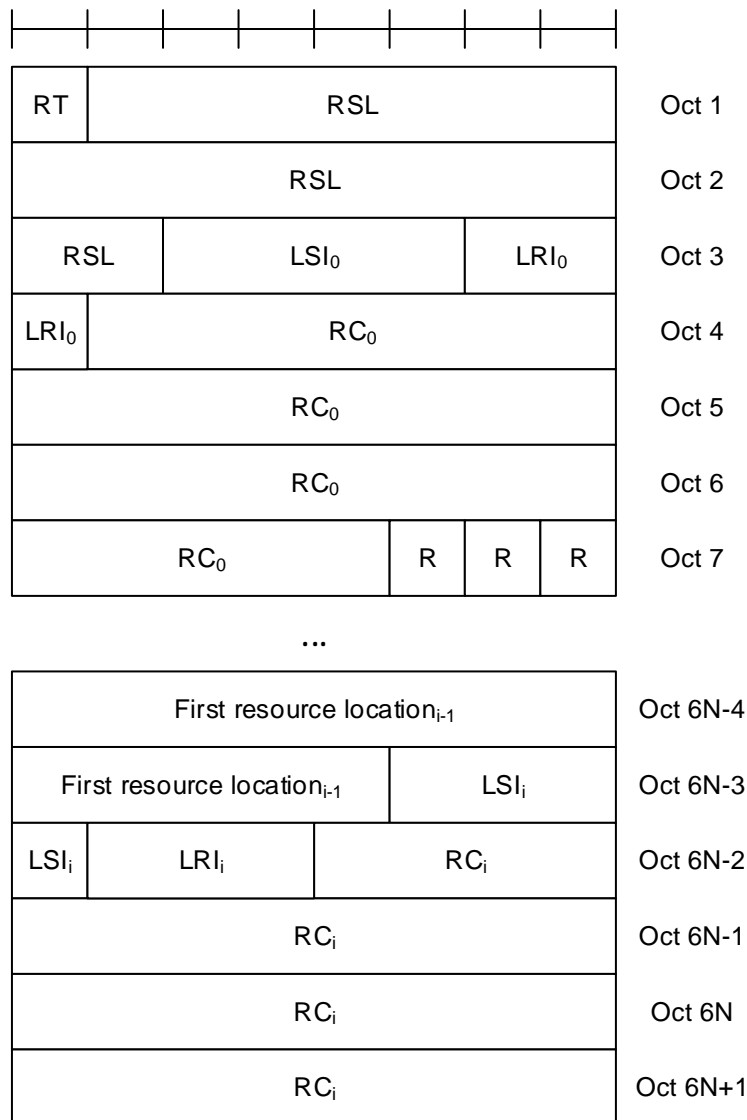 RT RSL Oct 1
RSL Oct 2
RSL LSI₀ LRI₀ Oct 3
LRI₀ RC₀ Oct 4
RC₀ Oct 5
RC₀ Oct 6
RC₀ R R R Oct 7
...
First resource locationᵢ₋₁ Oct 6N-4
First resource locationᵢ₋₁ LSIᵢ Oct 6N-3
LSIᵢ LRIᵢ RCᵢ Oct 6N-2
RCᵢ Oct 6N-1
RCᵢ Oct 6N
RCᵢ Oct 6N+1